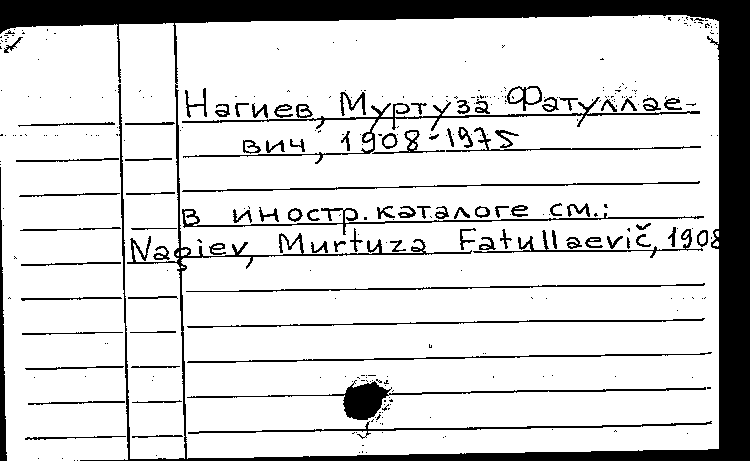 Нагиев, Муртуза Фатуллае-
вич, 1908-1975
в иностр. каталоге см.:
Nagiev, Murtuza Fatullaevič, 1908